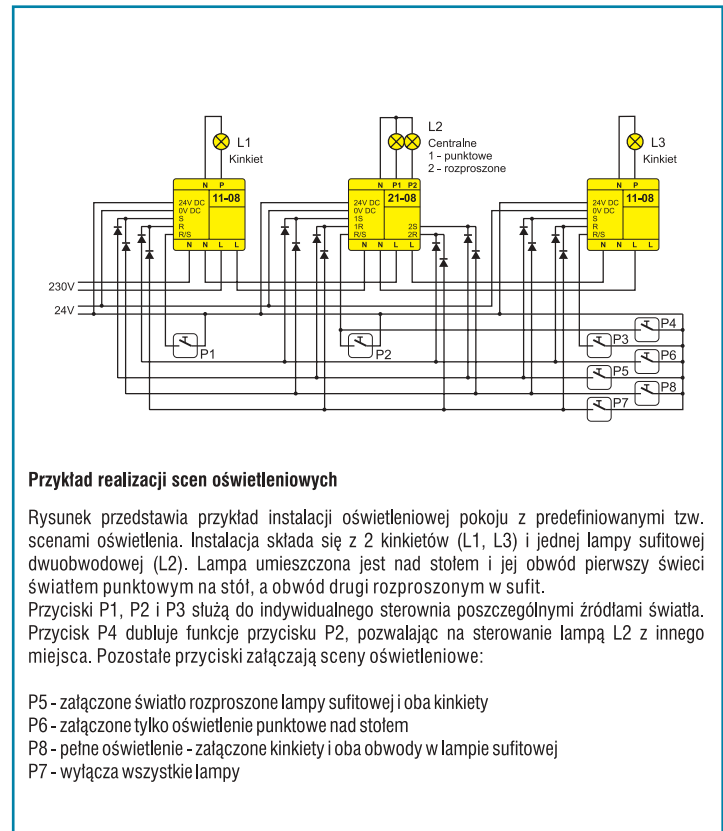 L1
Kinkiet
L2
Centralne
1 - punktowe
2 - rozproszone
L3
Kinkiet
N P
11-08
24V DC
0V DC
S
R
R/S
N N L L
N P1 P2
21-08
24V DC
0V DC
1S
1R
R/S
2S
2R
N N L L
N P
11-08
24V DC
0V DC
S
R
R/S
N N L L
230V
24V
P1
P2
P4
P3
P6
P5
P8
P7
Przykład realizacji scen oświetleniowych
Rysunek przedstawia przykład instalacji oświetleniowej pokoju z predefiniowanymi tzw.
scenami oświetlenia. Instalacja składa się z 2 kinkietów (L1, L3) i jednej lampy sufitowej
dwuobwodowej (L2). Lampa umieszczona jest nad stołem i jej obwód pierwszy świeci
światłem punktowym na stół, a obwód drugi rozproszonym w sufit.
Przyciski P1, P2 i P3 służą do indywidualnego sterownia poszczególnymi źródłami światła.
Przycisk P4 dubluje funkcje przycisku P2, pozwalając na sterowanie lampą L2 z innego
miejsca. Pozostałe przyciski załączają sceny oświetleniowe:
P5 - załączone światło rozproszone lampy sufitowej i oba kinkiety
P6 - załączone tylko oświetlenie punktowe nad stołem
P8 - pełne oświetlenie - załączone kinkiety i oba obwody w lampie sufitowej
P7 - wyłącza wszystkie lampy